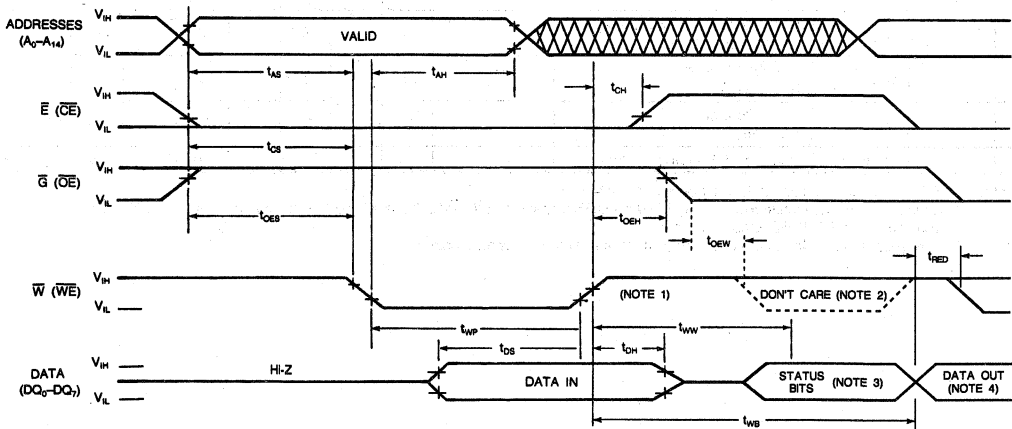 ADDRESSES
(A0–A14)
VIH
VIL
VALID
tAS
tAH
tCH
E (CE)
VIH
VIL
tCS
G (OE)
VIH
VIL
tOES
tOEH
tOEW
tRED
W (WE)
VIH
VIL
(NOTE 1)
DON'T CARE (NOTE 2)
tWP
tWW
tDS
tDH
DATA
(DQ0–DQ7)
VIH
VIL
HI-Z
DATA IN
STATUS
BITS
(NOTE 3)
DATA OUT
(NOTE 4)
tWB